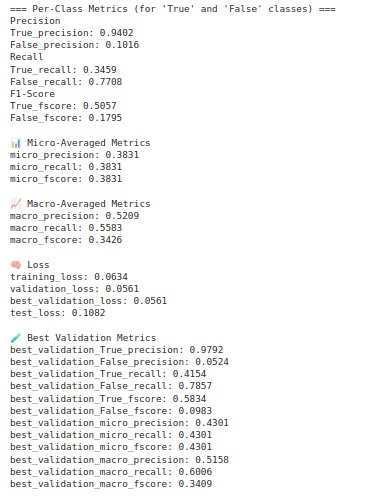 === Per-Class Metrics (for 'True' and 'False' classes) ===
Precision
True_precision: 0.9402
False_precision: 0.1016
Recall
True_recall: 0.3459
False_recall: 0.7708
F1-Score
True_fscore: 0.5057
False_fscore: 0.1795
📊 Micro-Averaged Metrics
micro_precision: 0.3831
micro_recall: 0.3831
micro_fscore: 0.3831
📈 Macro-Averaged Metrics
macro_precision: 0.5209
macro_recall: 0.5583
macro_fscore: 0.3426
🧠 Loss
training_loss: 0.0634
validation_loss: 0.0561
best_validation_loss: 0.0561
test_loss: 0.1082
🧪 Best Validation Metrics
best_validation_True_precision: 0.9792
best_validation_False_precision: 0.0524
best_validation_True_recall: 0.4154
best_validation_False_recall: 0.7857
best_validation_True_fscore: 0.5834
best_validation_False_fscore: 0.0983
best_validation_micro_precision: 0.4301
best_validation_micro_recall: 0.4301
best_validation_micro_fscore: 0.4301
best_validation_macro_precision: 0.5158
best_validation_macro_recall: 0.6006
best_validation_macro_fscore: 0.3409